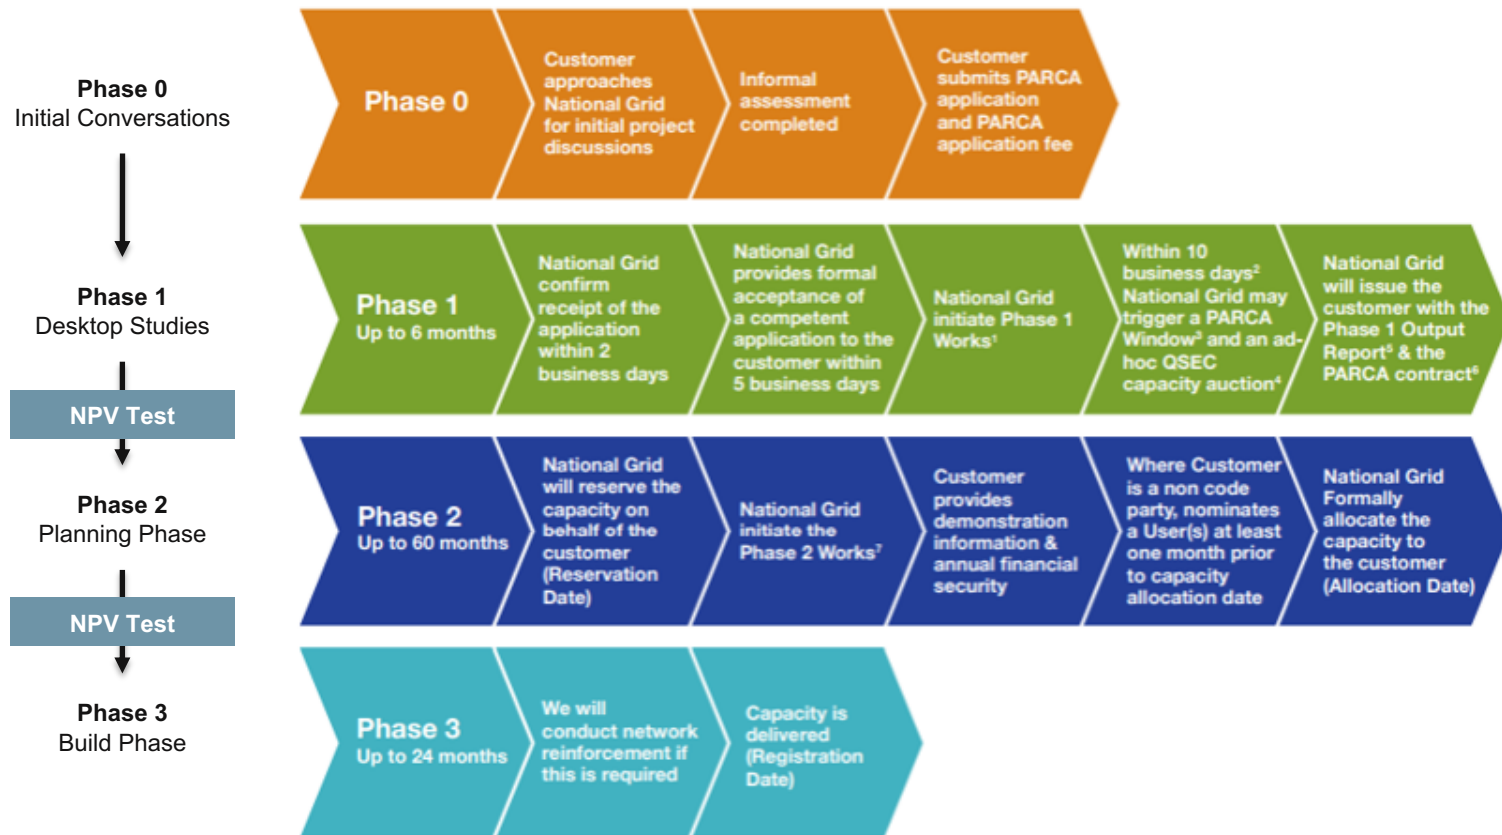 Phase 0
Initial Conversations
Phase 1
Desktop Studies
NPV Test
Phase 2
Planning Phase
NPV Test
Phase 3
Build Phase
Phase 0
Customer
approaches
National Grid
for initial project
discussions
Informal
assessment
completed
Customer
submits PARCA
application
and PARCA
application fee
Phase 1
Up to 6 months
National Grid
confirm
receipt of the
application
within 2
business days
National Grid
provides formal
acceptance of
a competent
application to the
customer within
5 business days
National Grid
initiate Phase 1
Works¹
Within 10
business days²
National Grid may
trigger a PARCA
Window³ and an ad-
hoc QSEC
capacity auction⁴
National Grid
will issue the
customer with the
Phase 1 Output
Report⁵ & the
PARCA contract⁶
Phase 2
Up to 60 months
National Grid
will reserve the
capacity on
behalf of the
customer
(Reservation
Date)
National Grid
initiate the
Phase 2 Works⁷
Customer
provides
demonstration
information &
annual financial
security
Where Customer
is a non code
party, nominates
a User(s) at least
one month prior
to capacity
allocation date
National Grid
Formally
allocate the
capacity to
the customer
(Allocation Date)
Phase 3
Up to 24 months
We will
conduct network
reinforcement if
this is required
Capacity is
delivered
(Registration
Date)